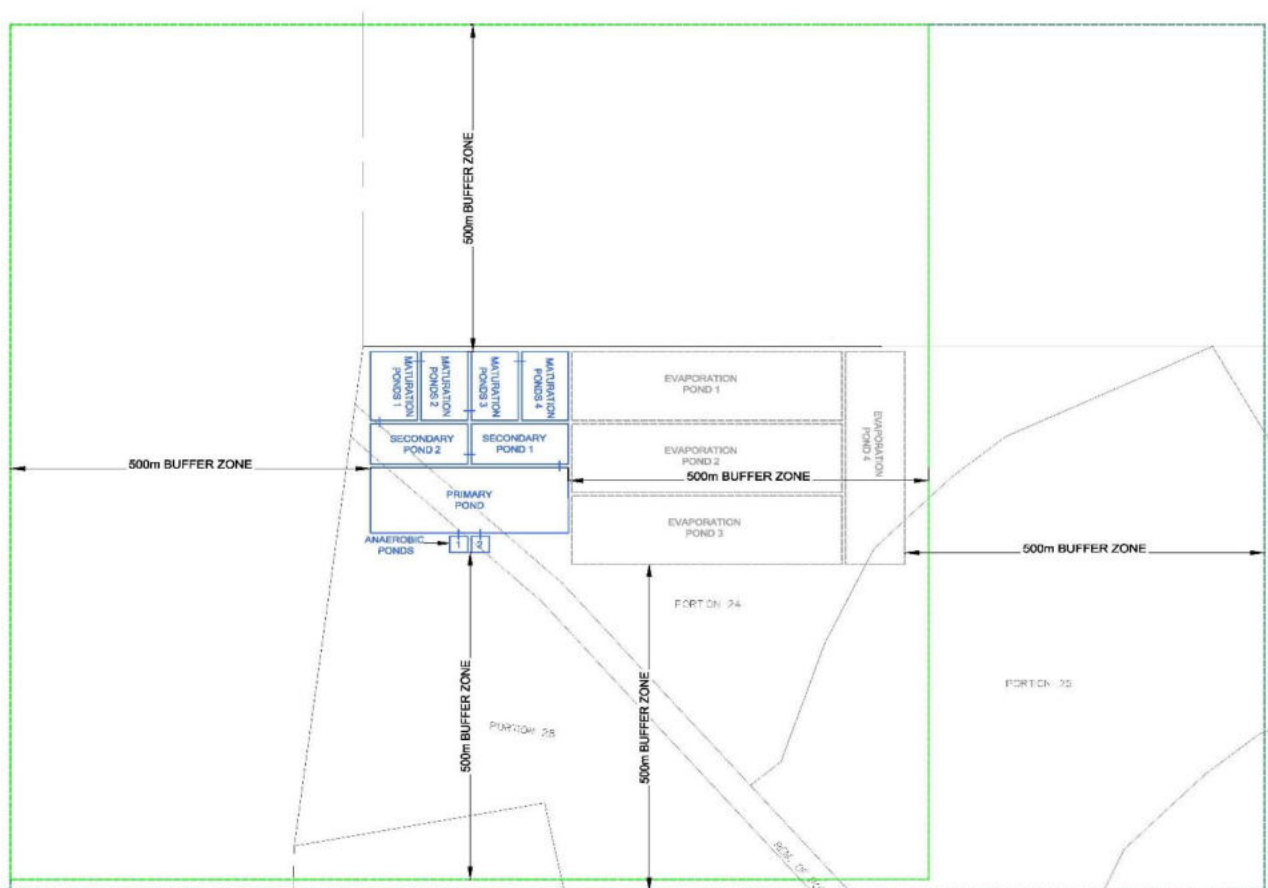 500m BUFFER ZONE
MATURATION
PONDS 1
MATURATION
PONDS 2
MATURATION
PONDS 3
MATURATION
PONDS 4
EVAPORATION
POND 1
EVAPORATION
POND 4
SECONDARY
POND 2
SECONDARY
POND 1
EVAPORATION
POND 2
500m BUFFER ZONE
500m BUFFER ZONE
PRIMARY
POND
EVAPORATION
POND 3
ANAEROBIC
PONDS
1
2
500m BUFFER ZONE
PORTION 24
PORTION 25
500m BUFFER ZONE
500m BUFFER ZONE
PORTION 28
REM. OF